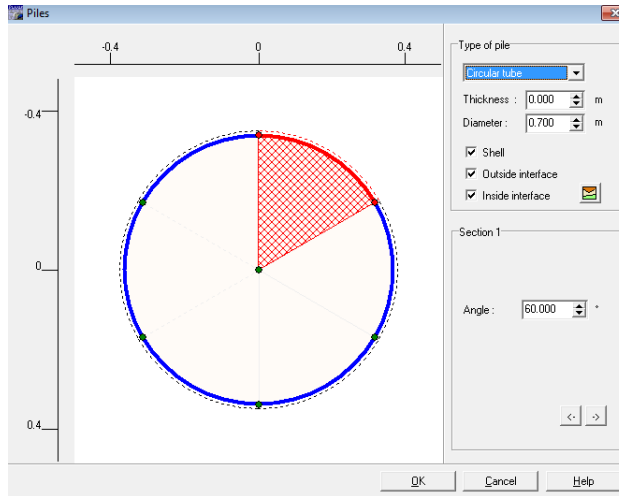 Piles
-0.4 0 0.4
-0.4
0
0.4
Type of pile
Circular tube
Thickness : 0.000 m
Diameter : 0.700 m
Shell
Outside interface
Inside interface
Section 1
Angle : 60.000 °
<- ->
OK Cancel Help